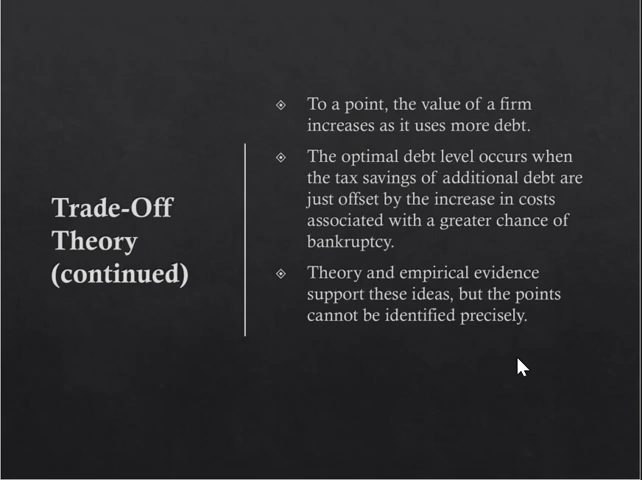 Trade-Off
Theory
(continued)
To a point, the value of a firm
increases as it uses more debt.
The optimal debt level occurs when
the tax savings of additional debt are
just offset by the increase in costs
associated with a greater chance of
bankruptcy.
Theory and empirical evidence
support these ideas, but the points
cannot be identified precisely.